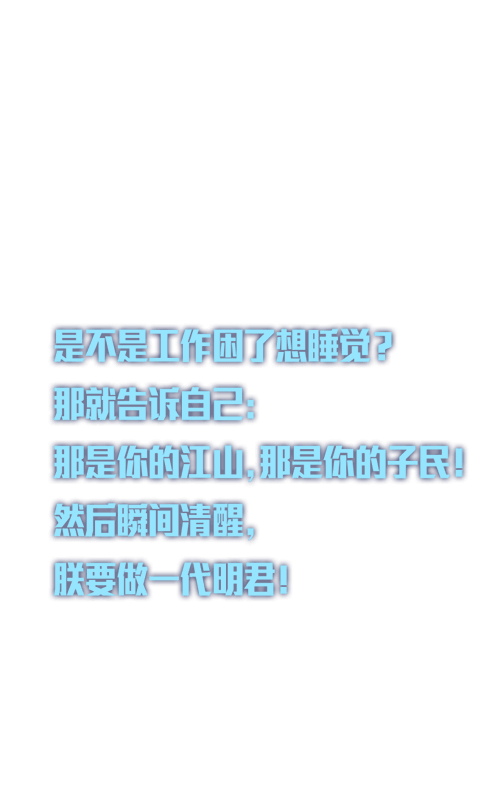 是不是工作困了想睡觉？
那就告诉自己：
那是你的江山，那是你的子民！
然后瞬间清醒，
朕要做一代明君！